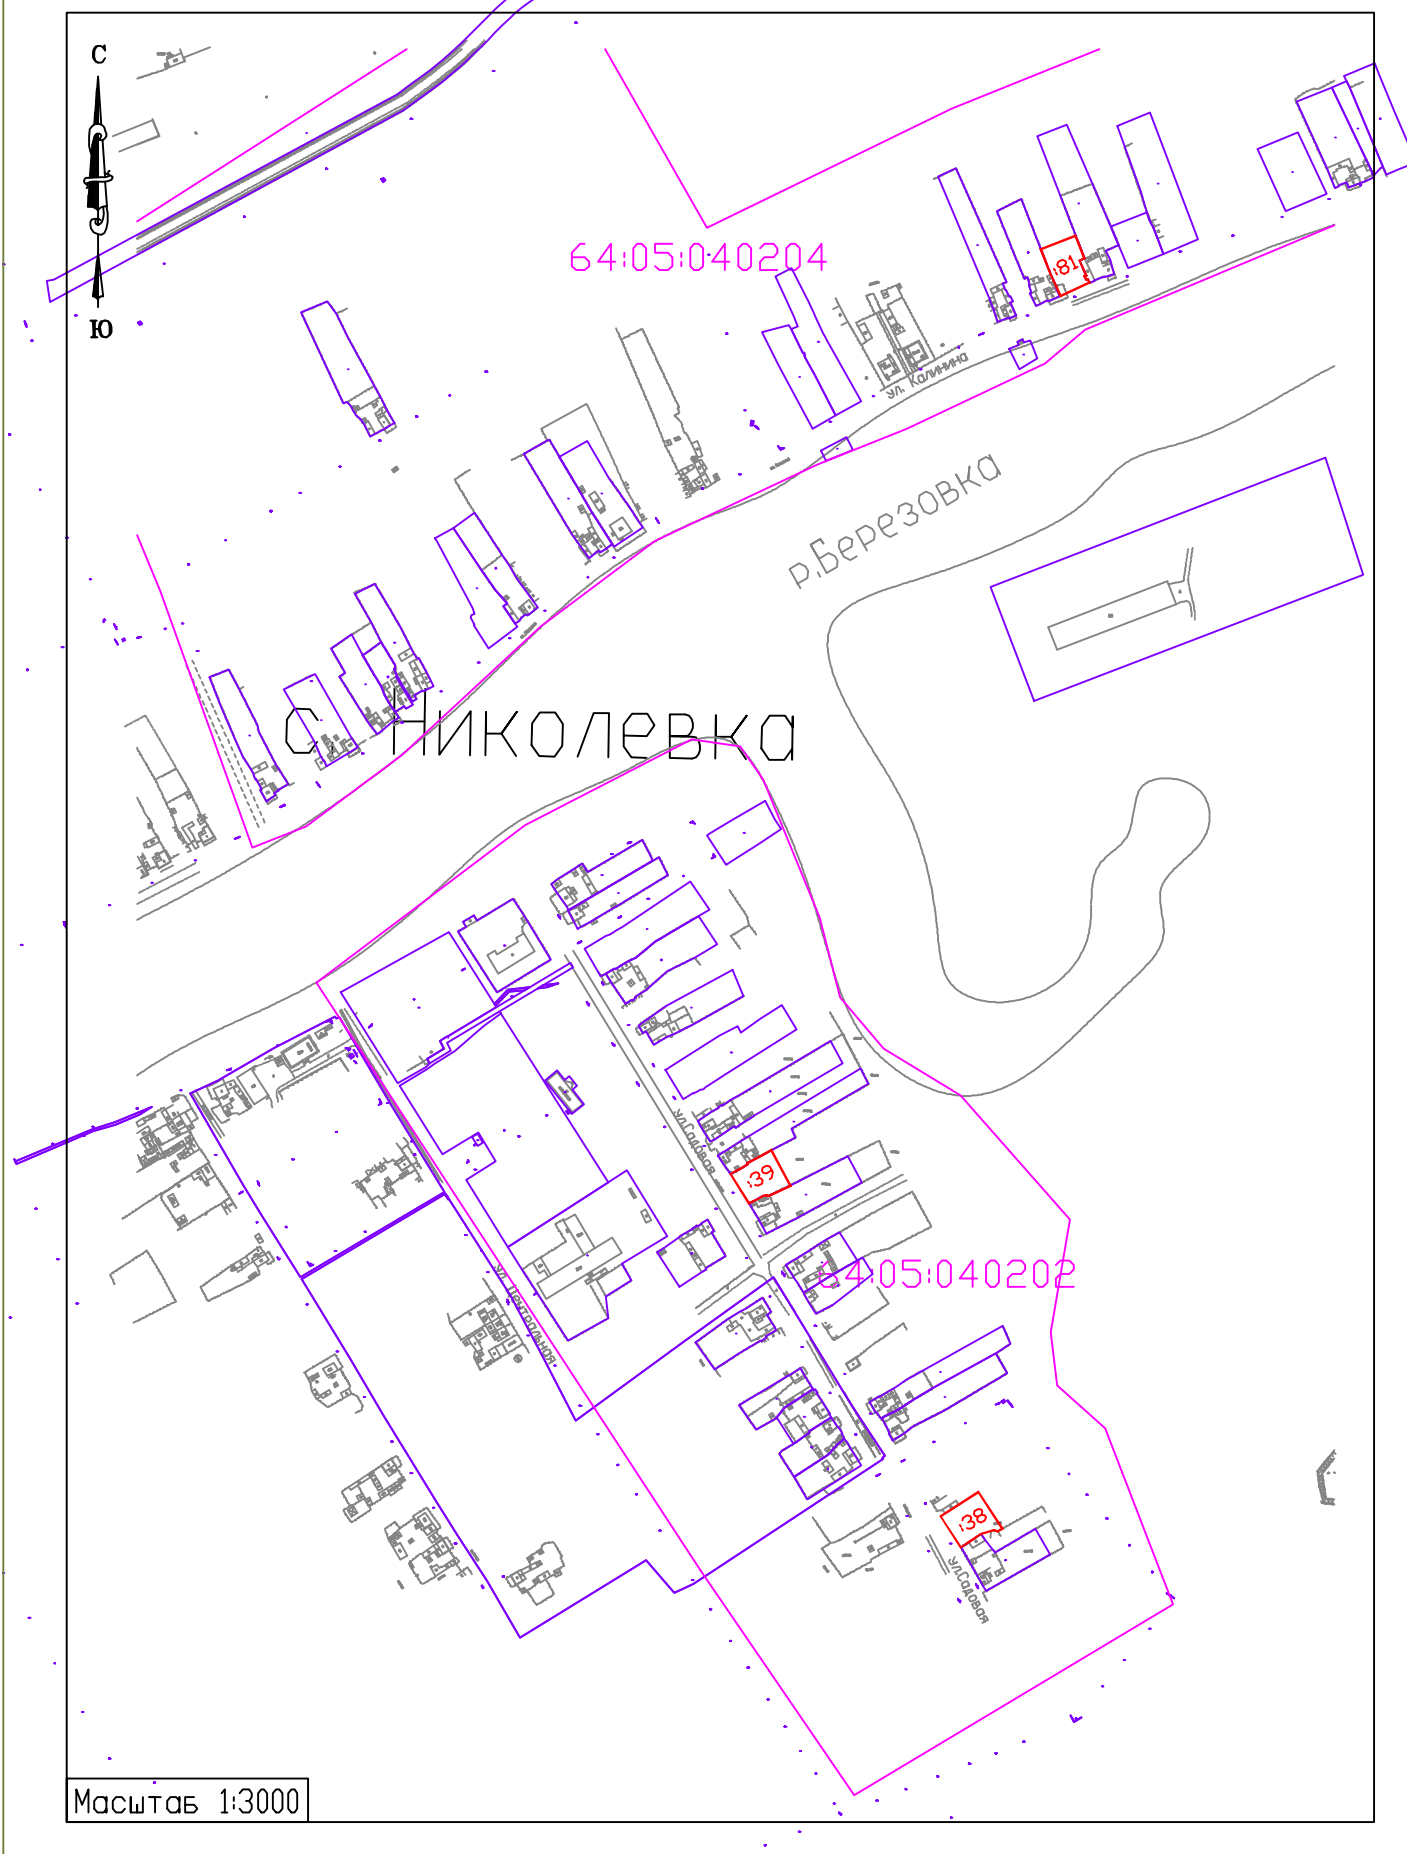 С
Ю
64:05:040204
:81
ул. Калинина
р.Березовка
с. Николевка
ул.Садовая
:39
64:05:040202
ул. Центральная
:38
ул.Садовая
Масштаб 1:3000